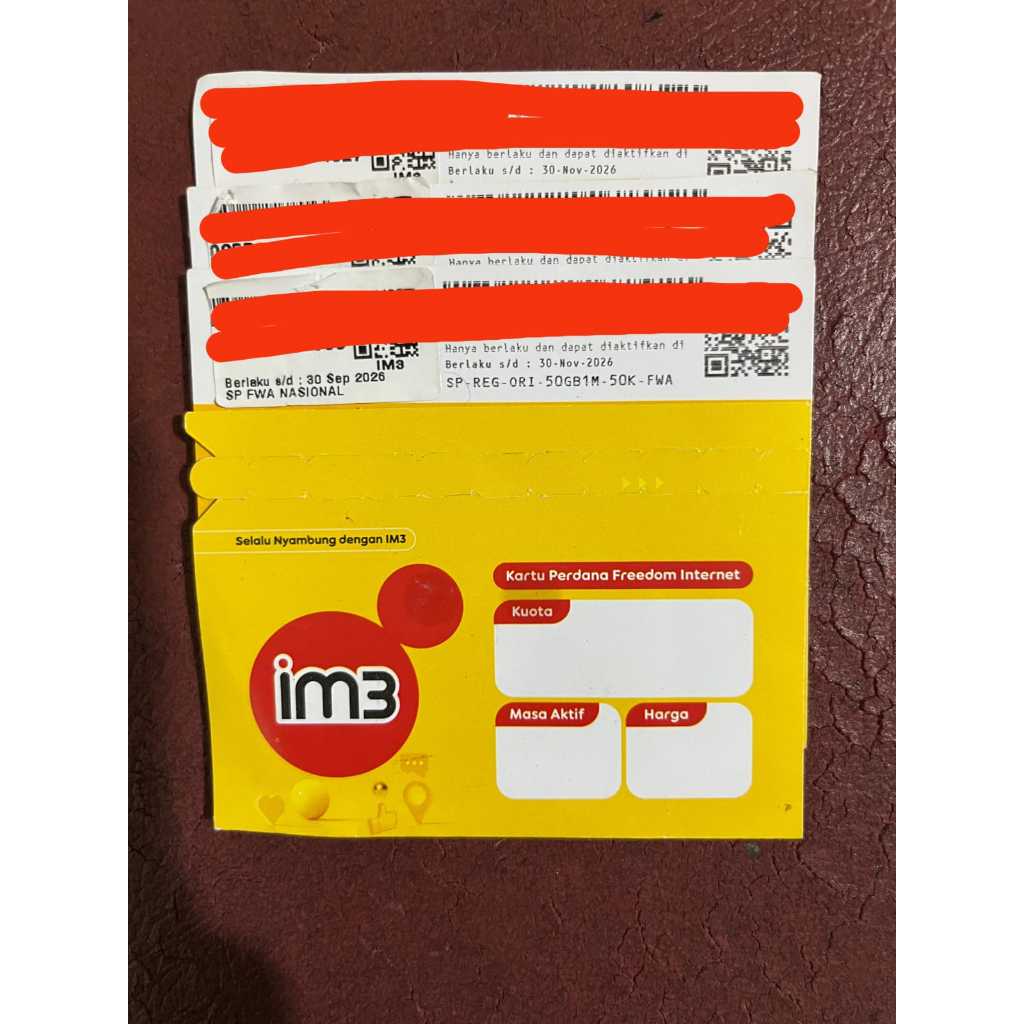 IM3
Hanya berlaku dan dapat diaktifkan di
Berlaku s/d : 30-Nov-2026
Hanya berlaku dan dapat diaktifkan di
IM3
Berlaku s/d : 30 Sep 2026
SP FWA NASIONAL
Hanya berlaku dan dapat diaktifkan di
Berlaku s/d : 30-Nov-2026
SP-REG-ORI-50GB1M-50K-FWA
Selalu Nyambung dengan IM3
im3
Kartu Perdana Freedom Internet
Kuota
Masa Aktif
Harga